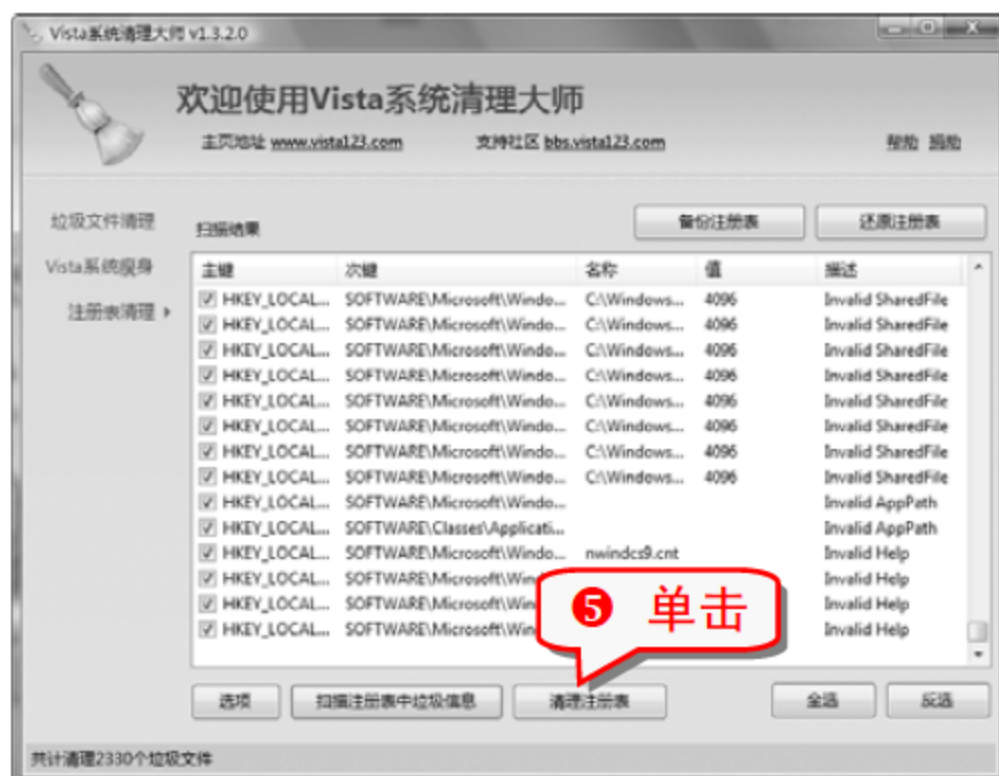 Vista系统清理大师 v1.3.2.0
欢迎使用Vista系统清理大师
主页地址 www.vista123.com 支持社区 bbs.vista123.com 帮助 捐助
垃圾文件清理
Vista系统瘦身
注册表清理
扫描结果 备份注册表 还原注册表
主键 次键 名称 值 描述
HKEY_LOCAL... SOFTWARE\Microsoft\Windo... C:\Windows... 4096 Invalid SharedFile
HKEY_LOCAL... SOFTWARE\Microsoft\Windo... C:\Windows... 4096 Invalid SharedFile
HKEY_LOCAL... SOFTWARE\Microsoft\Windo... C:\Windows... 4096 Invalid SharedFile
HKEY_LOCAL... SOFTWARE\Microsoft\Windo... C:\Windows... 4096 Invalid SharedFile
HKEY_LOCAL... SOFTWARE\Microsoft\Windo... C:\Windows... 4096 Invalid SharedFile
HKEY_LOCAL... SOFTWARE\Microsoft\Windo... C:\Windows... 4096 Invalid SharedFile
HKEY_LOCAL... SOFTWARE\Microsoft\Windo... C:\Windows... 4096 Invalid SharedFile
HKEY_LOCAL... SOFTWARE\Microsoft\Windo... C:\Windows... 4096 Invalid SharedFile
HKEY_LOCAL... SOFTWARE\Microsoft\Windo... Invalid AppPath
HKEY_LOCAL... SOFTWARE\Classes\Applicati... Invalid AppPath
HKEY_LOCAL... SOFTWARE\Microsoft\Windo... nwindcs9.cnt Invalid Help
HKEY_LOCAL... SOFTWARE\Microsoft\Win Invalid Help
HKEY_LOCAL... SOFTWARE\Microsoft\Win Invalid Help
HKEY_LOCAL... SOFTWARE\Microsoft\Win Invalid Help
❺ 单击
选项 扫描注册表中垃圾信息 清理注册表 全选 反选
共计清理2330个垃圾文件